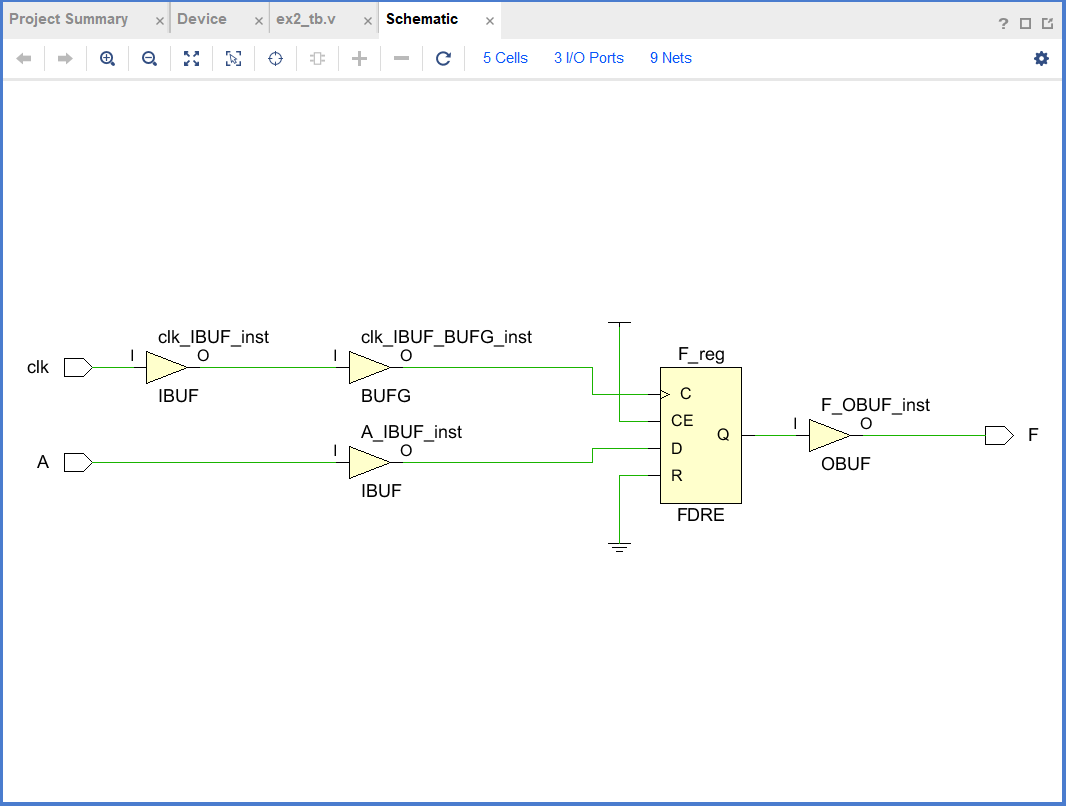 Project Summary × Device × ex2_tb.v × Schematic × ?
5 Cells 3 I/O Ports 9 Nets
clk_IBUF_inst clk_IBUF_BUFG_inst
I O I O
clk
IBUF BUFG
F_reg
C
CE
D
R
Q
FDRE
A_IBUF_inst
I O
A
IBUF
F_OBUF_inst
I O
F
OBUF